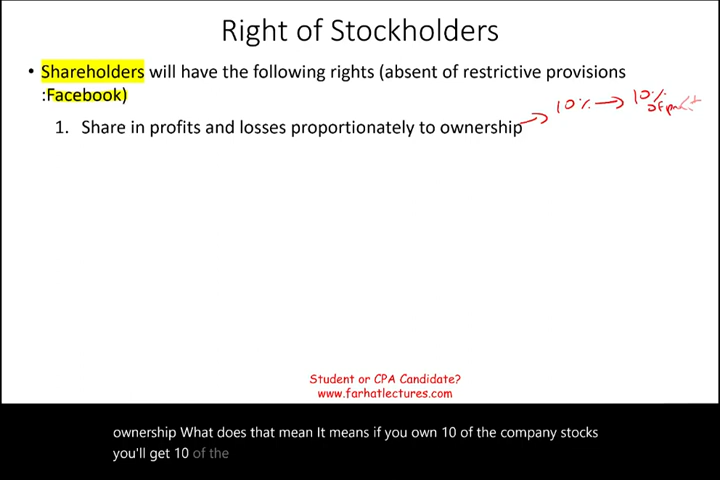 Right of Stockholders
• Shareholders will have the following rights (absent of restrictive provisions
:Facebook)
10% → 10%
of
1. Share in profits and losses proportionately to ownership
Student or CPA Candidate?
www.farhatlectures.com
ownership What does that mean It means if you own 10 of the company stocks
you'll get 10 of the